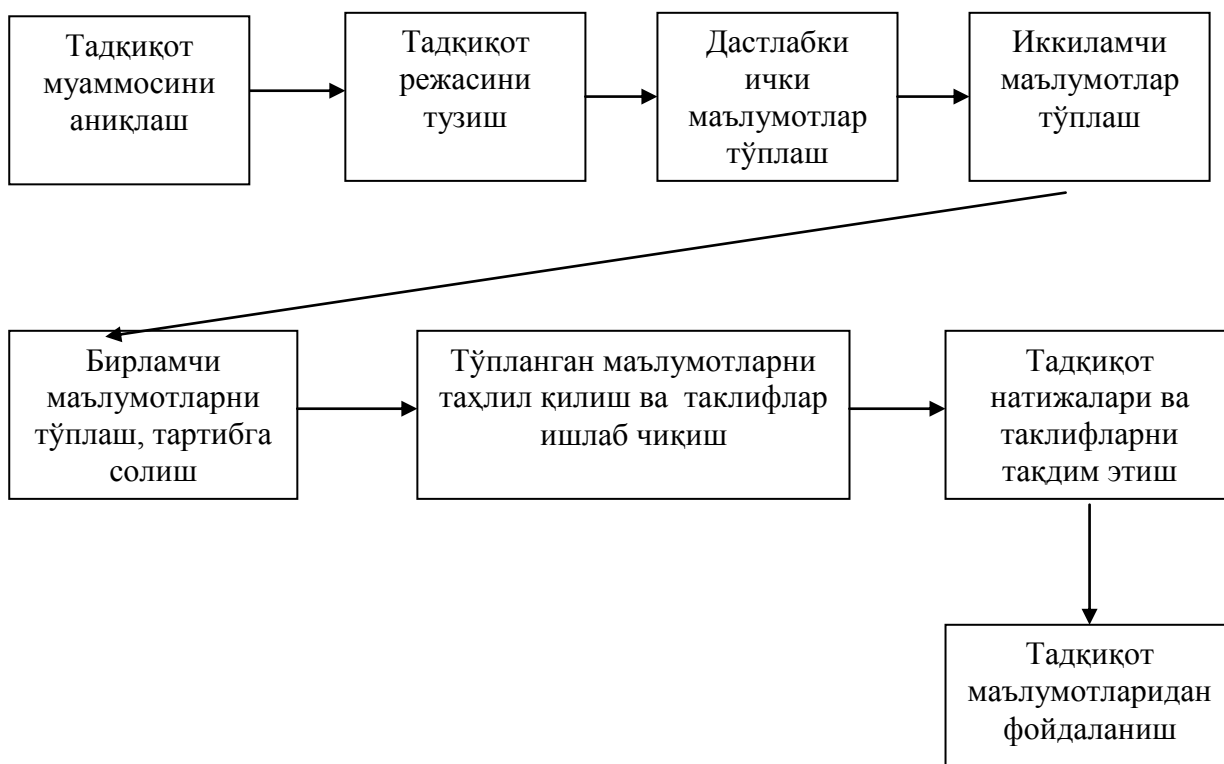 Тадқиқот
муаммосини
аниқлаш
Тадқиқот
режасини
тузиш
Дастлабки
ички
маълумотлар
тўплаш
Иккиламчи
маълумотлар
тўплаш
Бирламчи
маълумотларни
тўплаш, тартибга
солиш
Тўпланган маълумотларни
таҳлил қилиш ва таклифлар
ишлаб чиқиш
Тадқиқот
натижалари ва
таклифларни
тақдим этиш
Тадқиқот
маълумотларидан
фойдаланиш